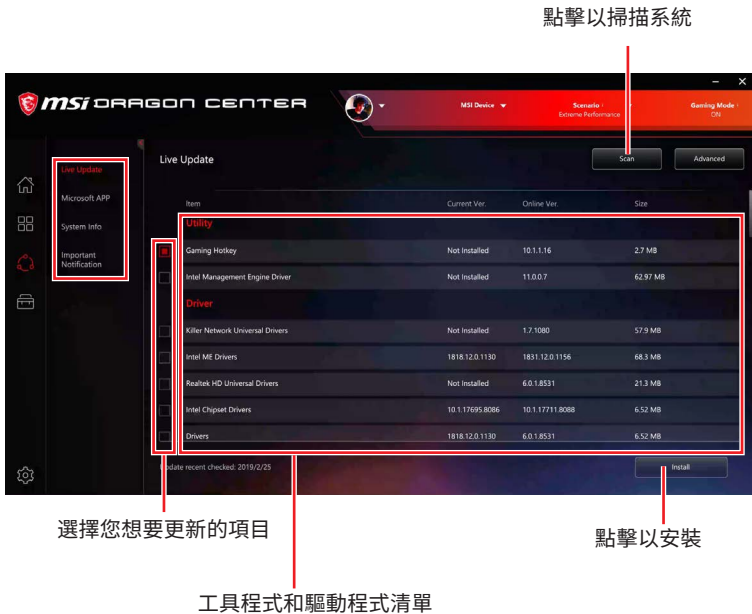 點擊以掃描系統
msi DRAGON CENTER
MSI Device
Scenario
Extreme Performance
Gaming Mode
ON
Live Update
Microsoft APP
System Info
Important
Notification
Live Update
Scan
Advanced
Item Current Ver. Online Ver. Size
Utility
Gaming Hotkey Not Installed 10.1.1.16 2.7 MB
Intel Management Engine Driver Not Installed 11.0.0.7 62.97 MB
Driver
Killer Network Universal Drivers Not Installed 1.7.1080 57.9 MB
Intel ME Drivers 1818.12.0.1130 1831.12.0.1156 68.3 MB
Realtek HD Universal Drivers Not Installed 6.0.1.8531 21.3 MB
Intel Chipset Drivers 10.1.17695.8086 10.1.17711.8088 6.52 MB
Drivers 1818.12.0.1130 6.0.1.8531 6.52 MB
Update recent checked: 2019/2/25
Install
選擇您想要更新的項目
點擊以安裝
工具程式和驅動程式清單